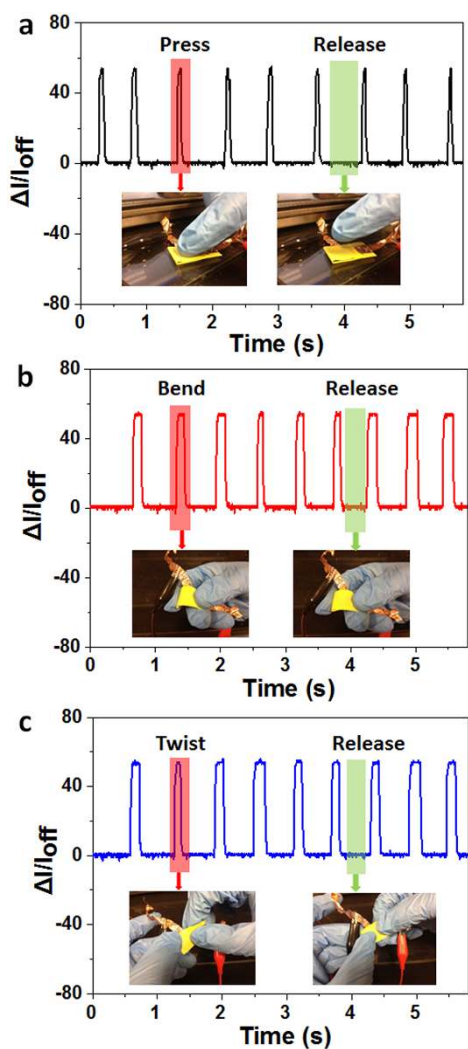 a
Press Release
80
40
0
-40
-80
ΔI/Ioff
0 1 2 3 4 5
Time (s)
b
Bend Release
80
40
0
-40
-80
ΔI/Ioff
0 1 2 3 4 5
Time (s)
c
Twist Release
80
40
0
-40
-80
ΔI/Ioff
0 1 2 3 4 5
Time (s)